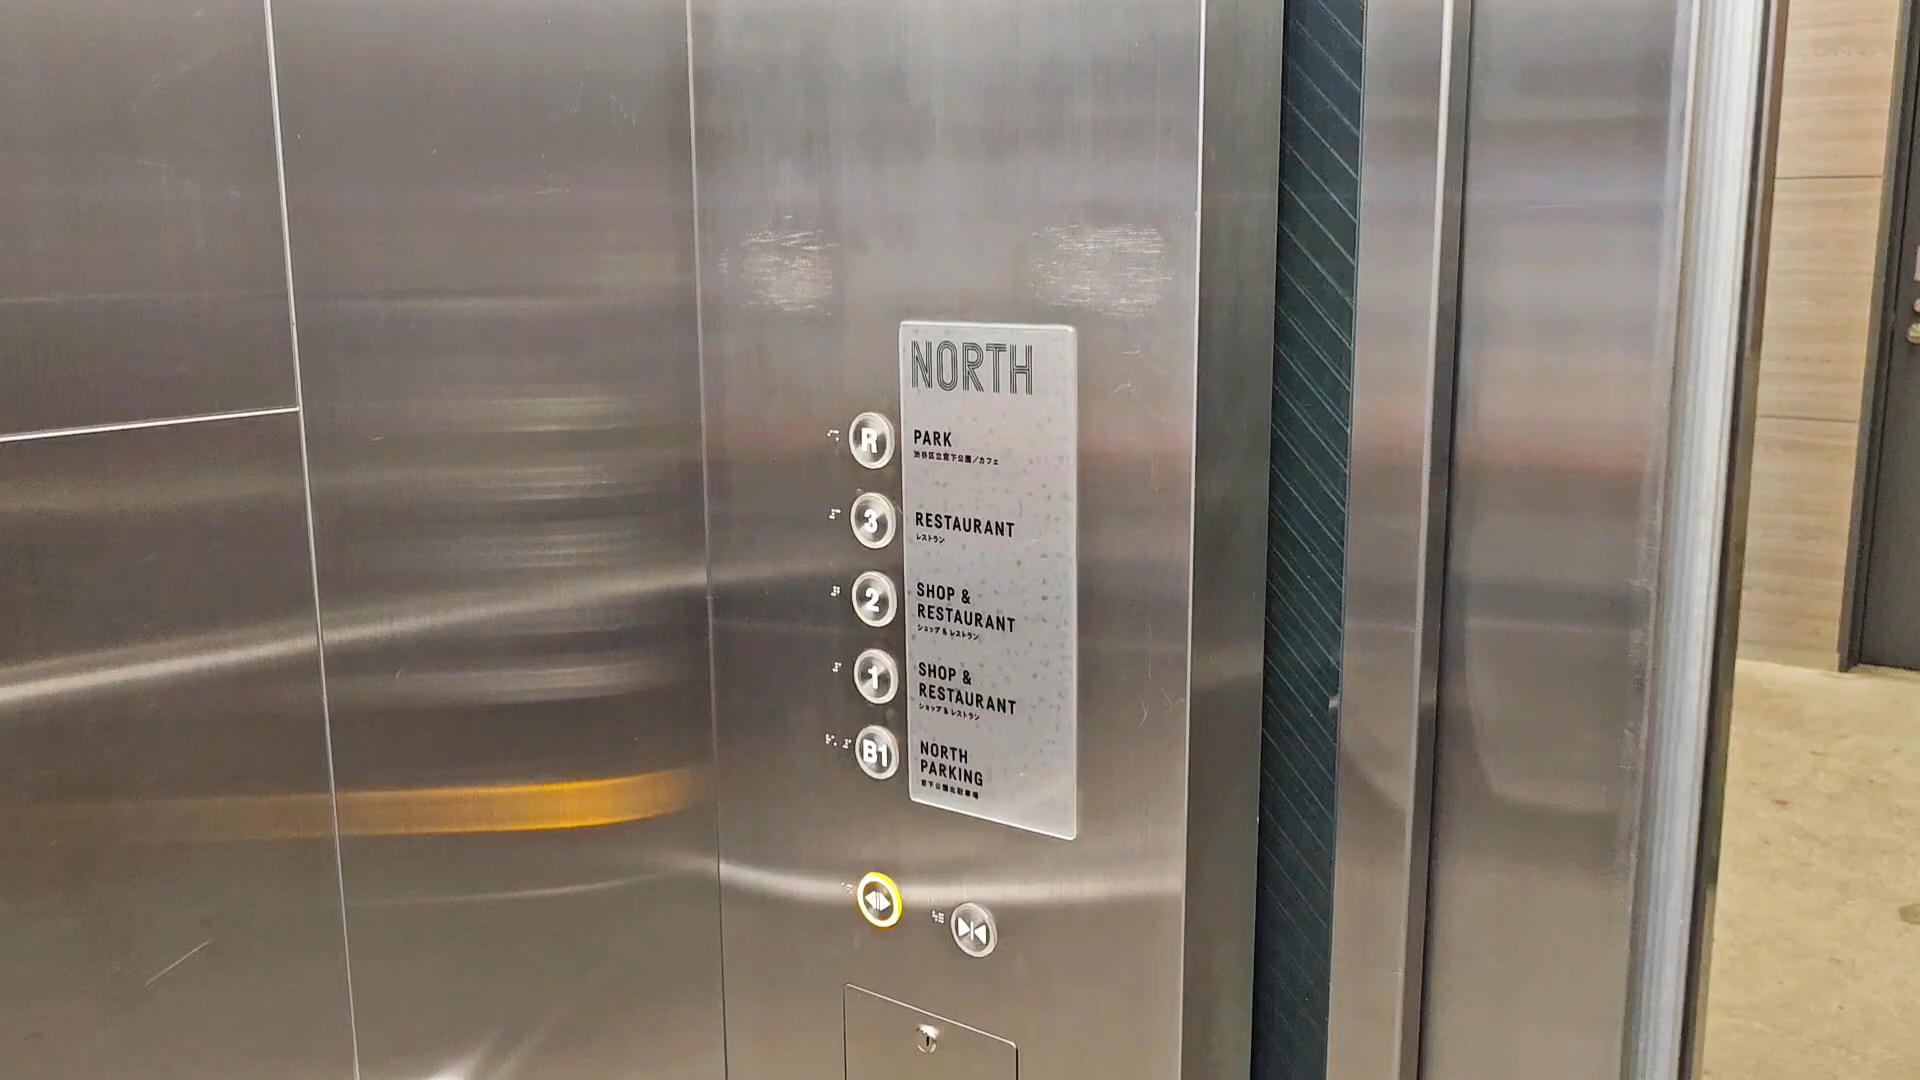 NORTH
R
PARK
渋谷区立宮下公園／カフェ
3
RESTAURANT
レストラン
2
SHOP &
RESTAURANT
ショップ & レストラン
1
SHOP &
RESTAURANT
ショップ & レストラン
B1
NORTH
PARKING
宮下公園北駐車場